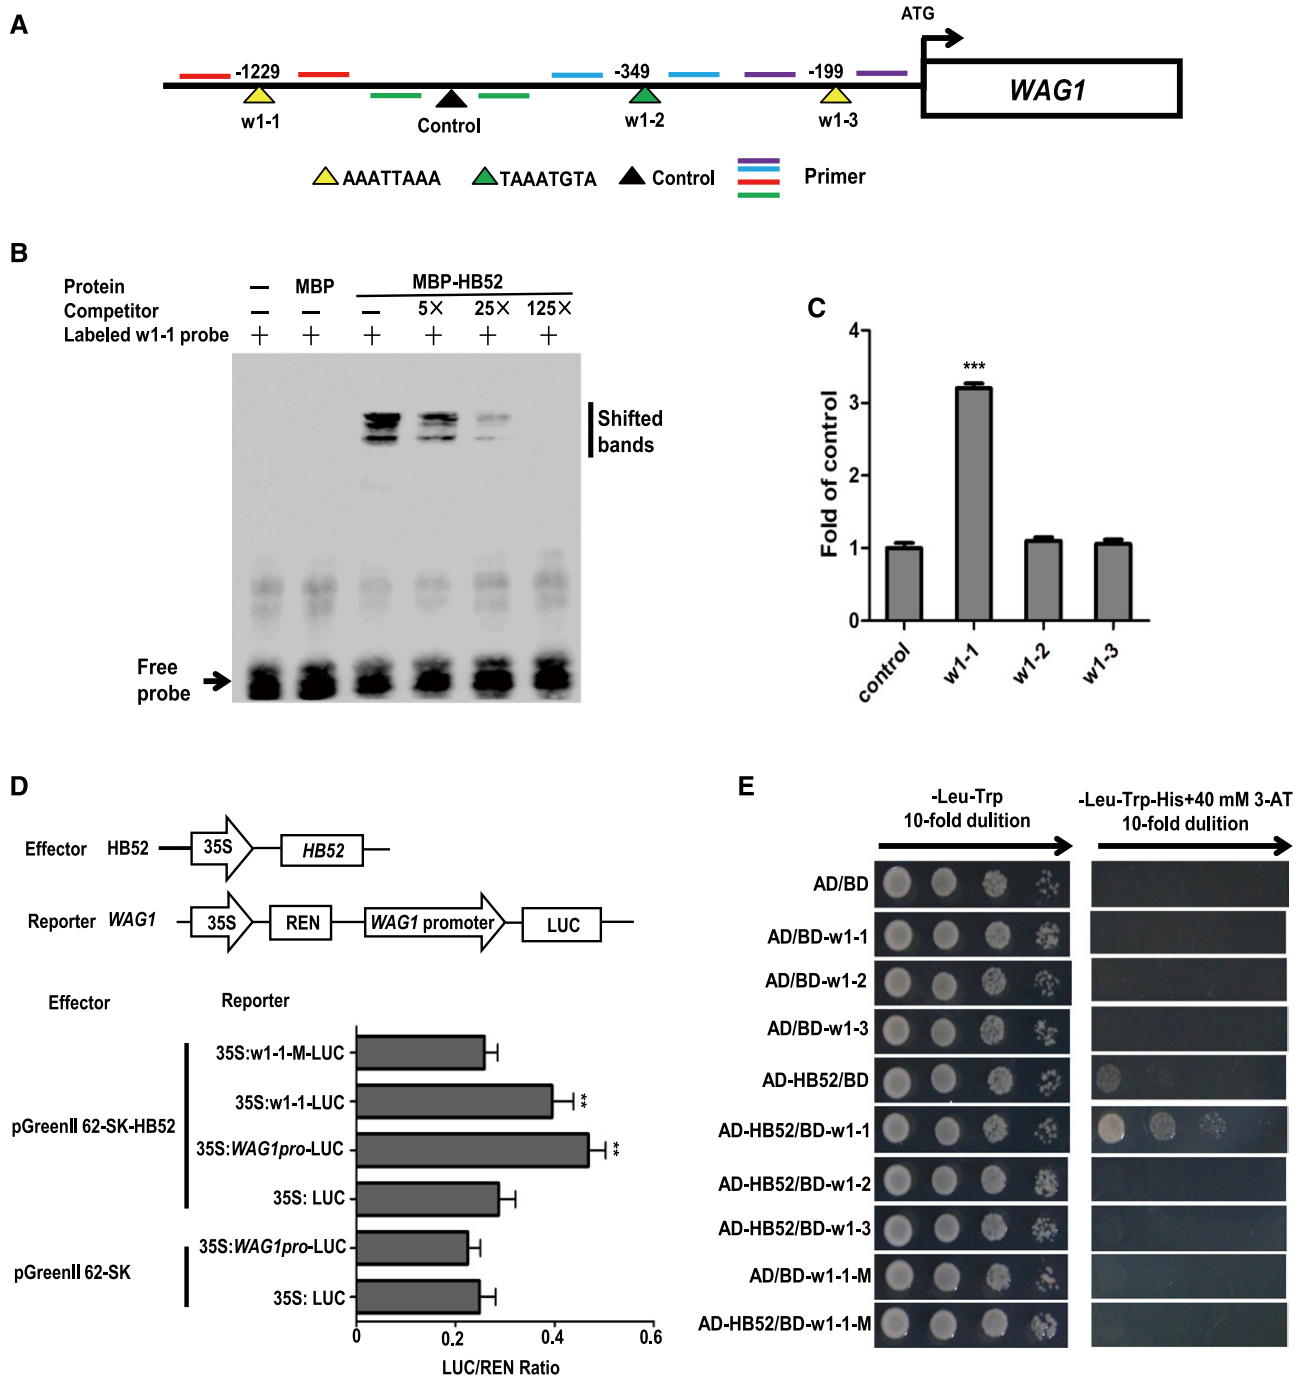 A
ATG
-1229
-349
-199
WAG1
w1-1
Control
w1-2
w1-3
AAATTAAA
TAAATGTA
Control
Primer
B
Protein
—
MBP
MBP-HB52
Competitor
—
—
—
5×
25×
125×
Labeled w1-1 probe
+
+
+
+
+
+
Shifted
bands
Free
probe
C
Fold of control
4
3
2
1
0
***
control
w1-1
w1-2
w1-3
D
Effector
HB52
35S
HB52
Reporter
WAG1
35S
REN
WAG1 promoter
LUC
Effector
Reporter
pGreenII 62-SK-HB52
35S:w1-1-M-LUC
35S:w1-1-LUC
**
35S:WAG1pro-LUC
**
35S: LUC
pGreenII 62-SK
35S:WAG1pro-LUC
35S: LUC
0
0.2
0.4
0.6
LUC/REN Ratio
E
-Leu-Trp
10-fold dulition
-Leu-Trp-His+40 mM 3-AT
10-fold dulition
AD/BD
AD/BD-w1-1
AD/BD-w1-2
AD/BD-w1-3
AD-HB52/BD
AD-HB52/BD-w1-1
AD-HB52/BD-w1-2
AD-HB52/BD-w1-3
AD/BD-w1-1-M
AD-HB52/BD-w1-1-M